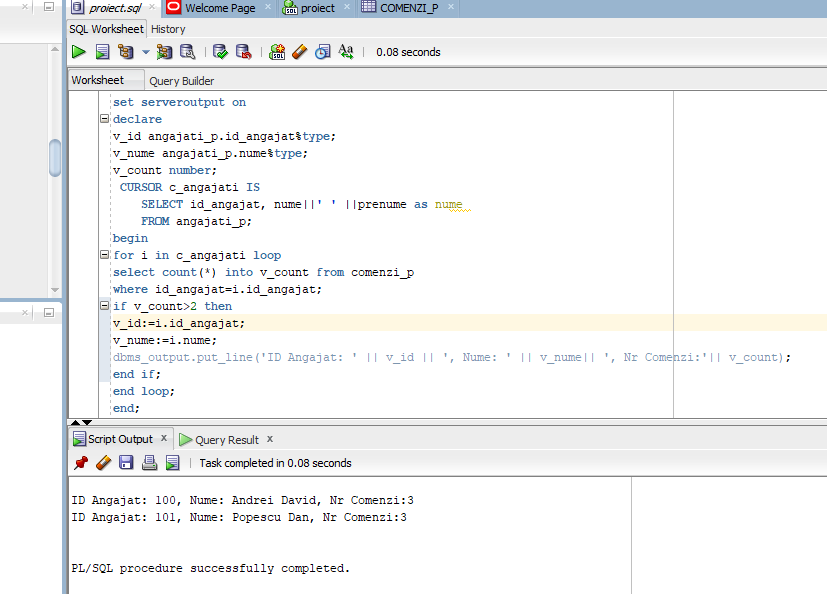 project.sql
Welcome Page
project
COMENZI_P
SQL Worksheet History
0.08 seconds
Worksheet Query Builder
set serveroutput on
declare
v_id angajati_p.id_angajat%type;
v_nume angajati_p.nume%type;
v_count number;
CURSOR c_angajati IS
SELECT id_angajat, nume||' ' ||prenume as nume
FROM angajati_p;
begin
for i in c_angajati loop
select count(*) into v_count from comenzi_p
where id_angajat=i.id_angajat;
if v_count>2 then
v_id:=i.id_angajat;
v_nume:=i.nume;
dbms_output.put_line('ID Angajat: ' || v_id || ', Nume: ' || v_nume|| ', Nr Comenzi:'|| v_count);
end if;
end loop;
end;
Script Output
Query Result
Task completed in 0.08 seconds
ID Angajat: 100, Nume: Andrei David, Nr Comenzi:3
ID Angajat: 101, Nume: Popescu Dan, Nr Comenzi:3
PL/SQL procedure successfully completed.